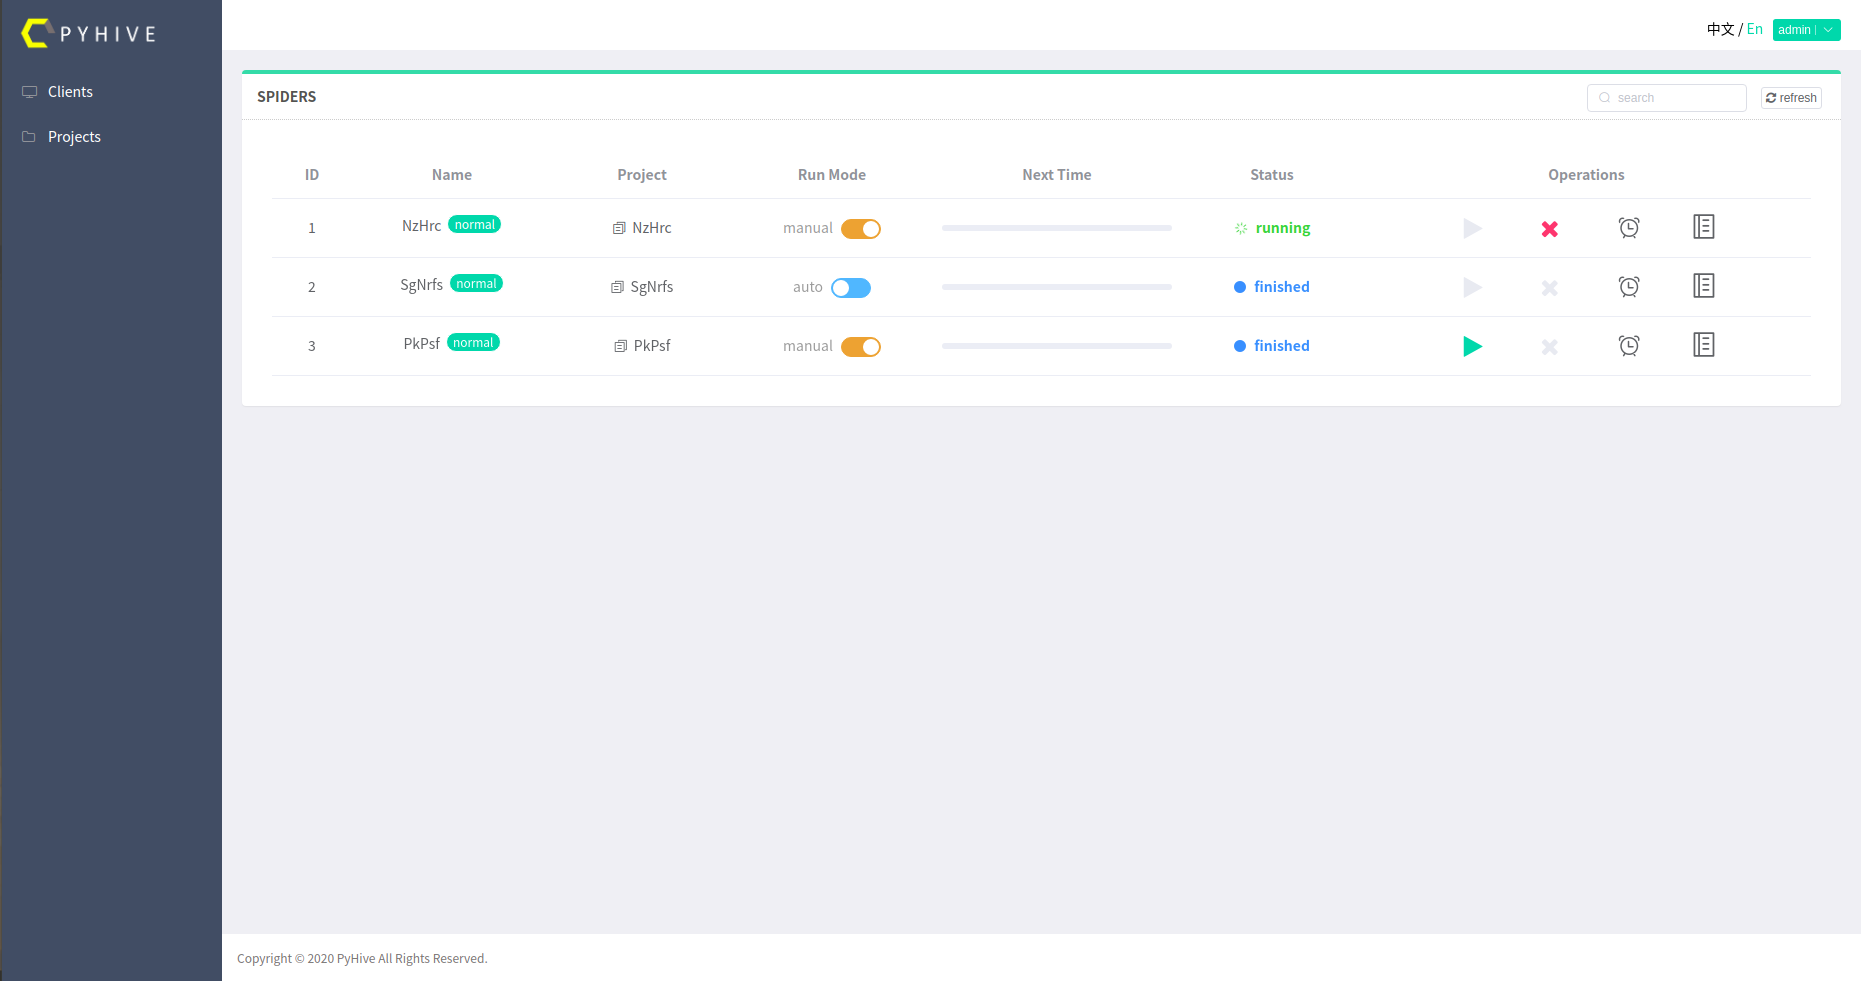 PYHIVE
中文 / En admin
Clients
Projects
SPIDERS search refresh
ID Name Project Run Mode Next Time Status Operations
1 NzHrc normal NzHrc manual running
2 SgNrfs normal SgNrfs auto finished
3 PkPsf normal PkPsf manual finished
Copyright © 2020 PyHive All Rights Reserved.